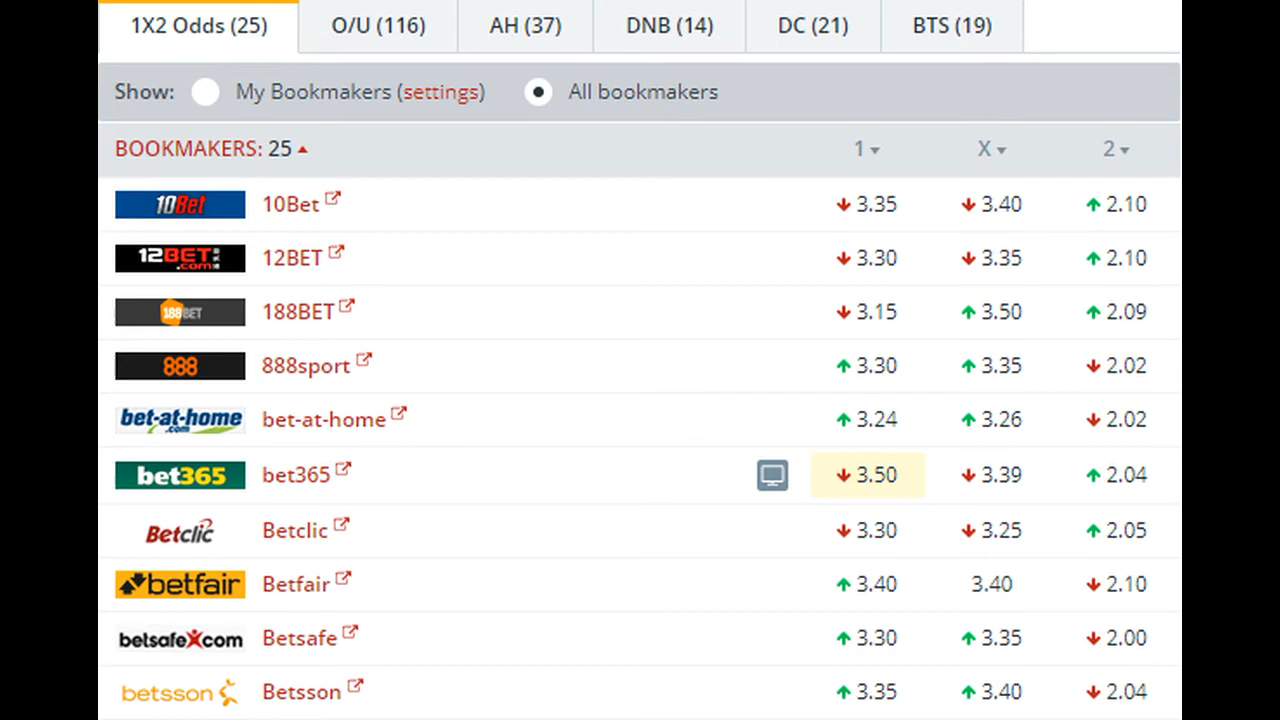 1X2 Odds (25) O/U (116) AH (37) DNB (14) DC (21) BTS (19)
Show: My Bookmakers (settings) All bookmakers
BOOKMAKERS: 25 1 X 2
10Bet 10Bet 3.35 3.40 2.10
12BET.com 12BET 3.30 3.35 2.10
188BET 188BET 3.15 3.50 2.09
888 888sport 3.30 3.35 2.02
bet-at-home.com bet-at-home 3.24 3.26 2.02
bet365 bet365 3.50 3.39 2.04
Betclic Betclic 3.30 3.25 2.05
betfair Betfair 3.40 3.40 2.10
betsafe.com Betsafe 3.30 3.35 2.00
betsson Betsson 3.35 3.40 2.04